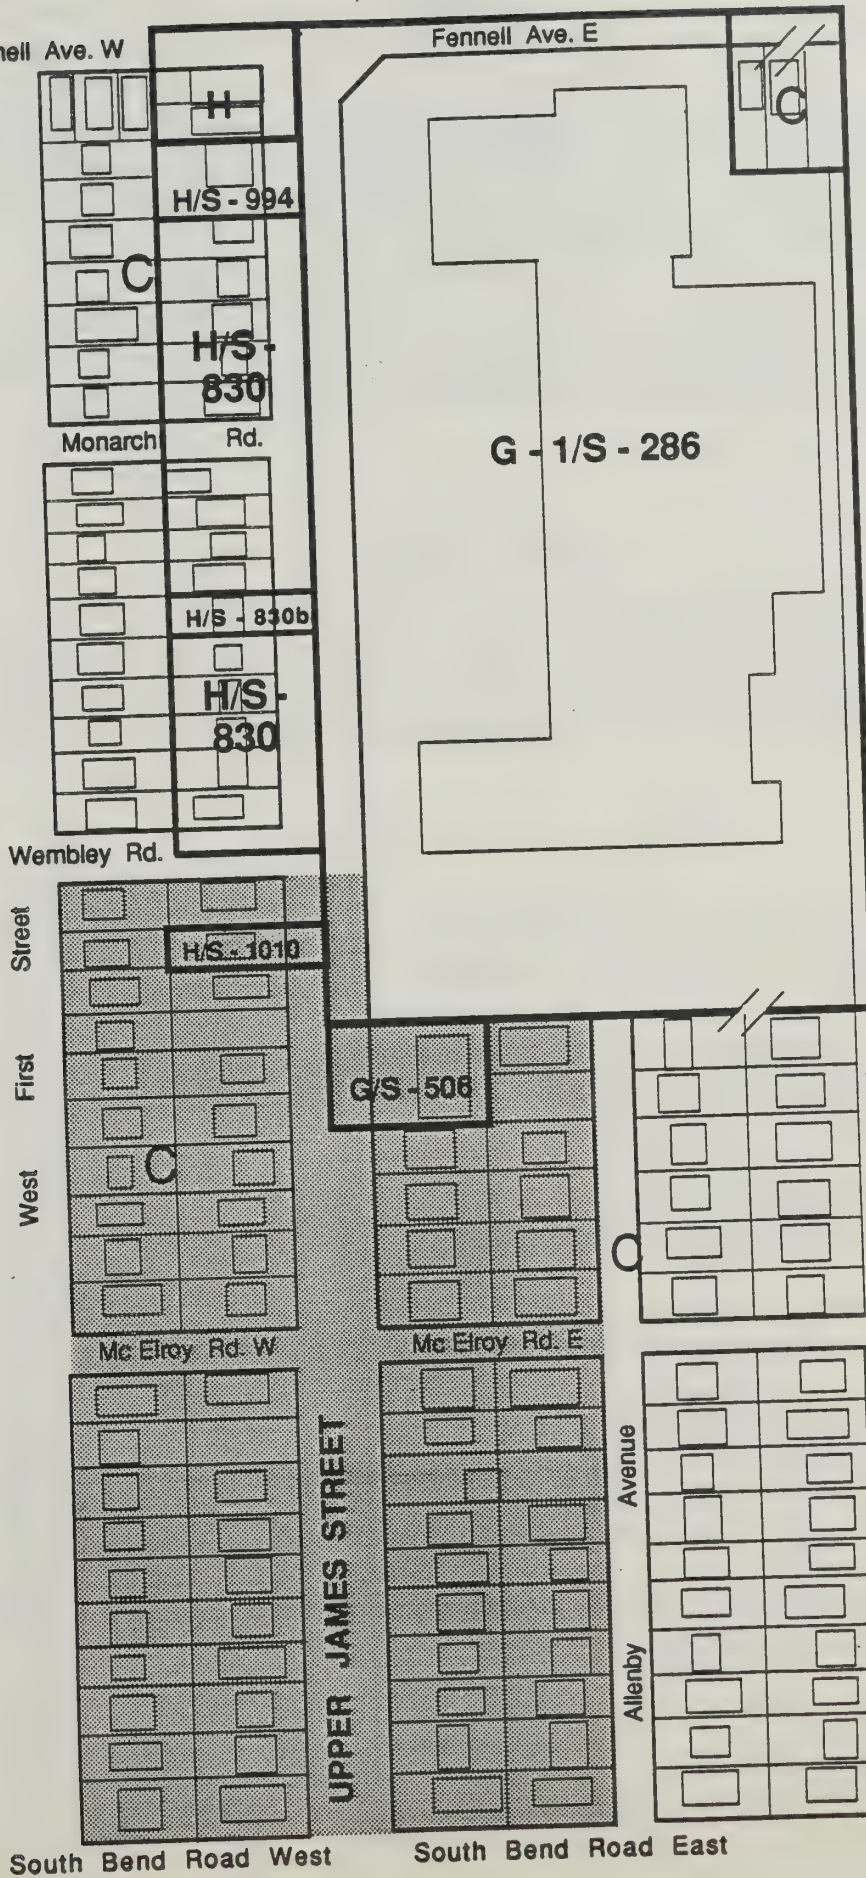 nell Ave. W
Fennell Ave. E
H
C
H/S - 994
C
H/S -
830
Monarch Rd.
G - 1/S - 286
H/S - 830b
H/S -
830
Wembley Rd.
West First Street
H/S - 1010
G/S - 506
C
C
Mc Elroy Rd. W
Mc Elroy Rd. E
UPPER JAMES STREET
Allenby Avenue
South Bend Road West
South Bend Road East